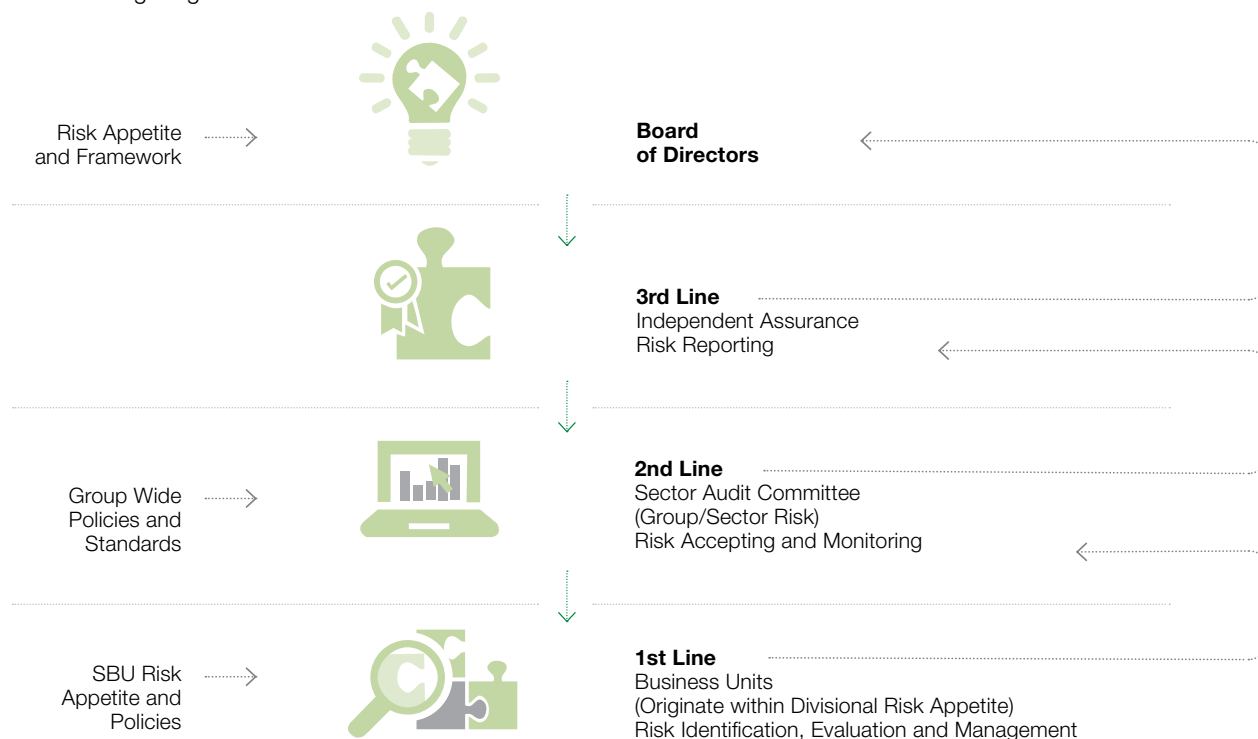 Risk Appetite
and Framework
Board
of Directors
3rd Line
Independent Assurance
Risk Reporting
Group Wide
Policies and
Standards
2nd Line
Sector Audit Committee
(Group/Sector Risk)
Risk Accepting and Monitoring
SBU Risk
Appetite and
Policies
1st Line
Business Units
(Originate within Divisional Risk Appetite)
Risk Identification, Evaluation and Management